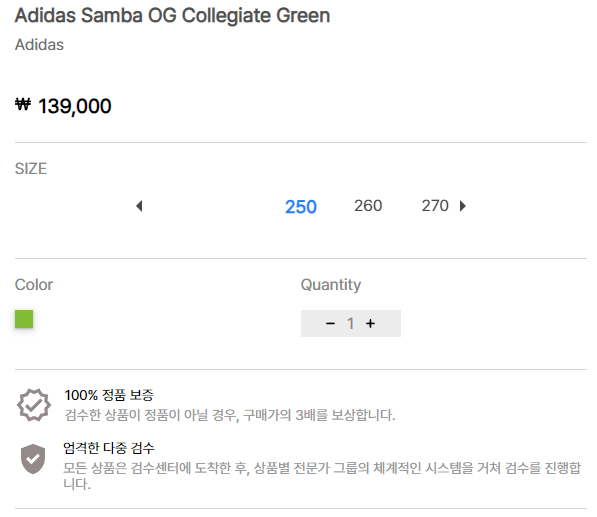 Adidas Samba OG Collegiate Green
Adidas
₩ 139,000
SIZE
250 260 270
Color Quantity
− 1 +
100% 정품 보증
검수한 상품이 정품이 아닐 경우, 구매가의 3배를 보상합니다.
엄격한 다중 검수
모든 상품은 검수센터에 도착한 후, 상품별 전문가 그룹의 체계적인 시스템을 거쳐 검수를 진행합
니다.